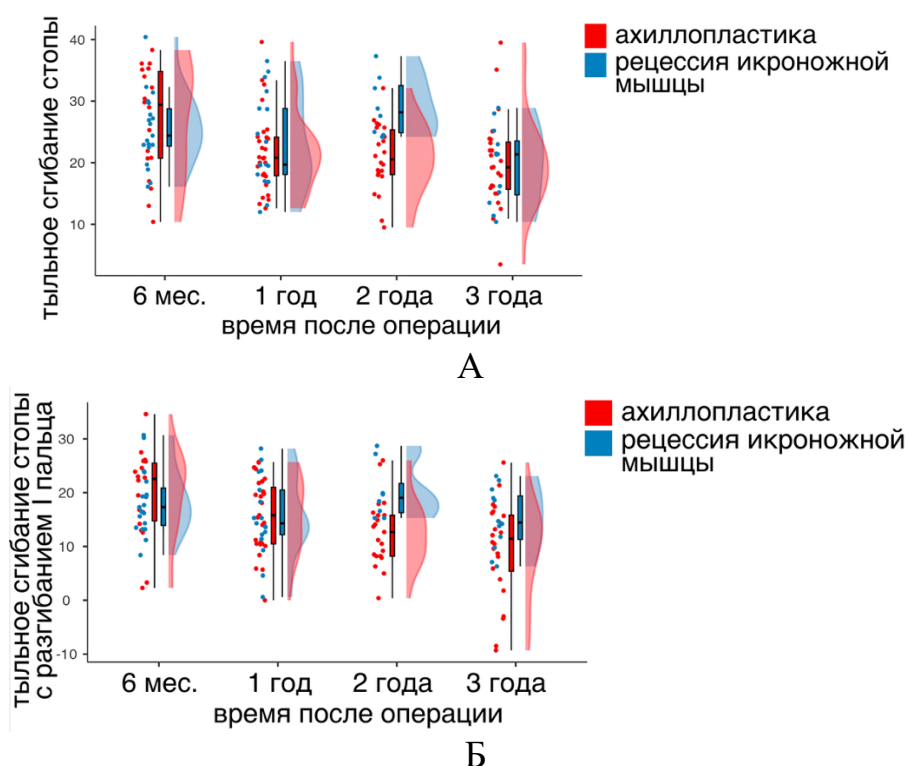 тыльное сгибание стопы
40
30
20
10
6 мес.
1 год
2 года
3 года
время после операции
ахиллопластика
рецессия икроножной
мышцы
А
тыльное сгибание стопы
с разгибанием I пальца
30
20
10
0
-10
6 мес.
1 год
2 года
3 года
время после операции
ахиллопластика
рецессия икроножной
мышцы
Б